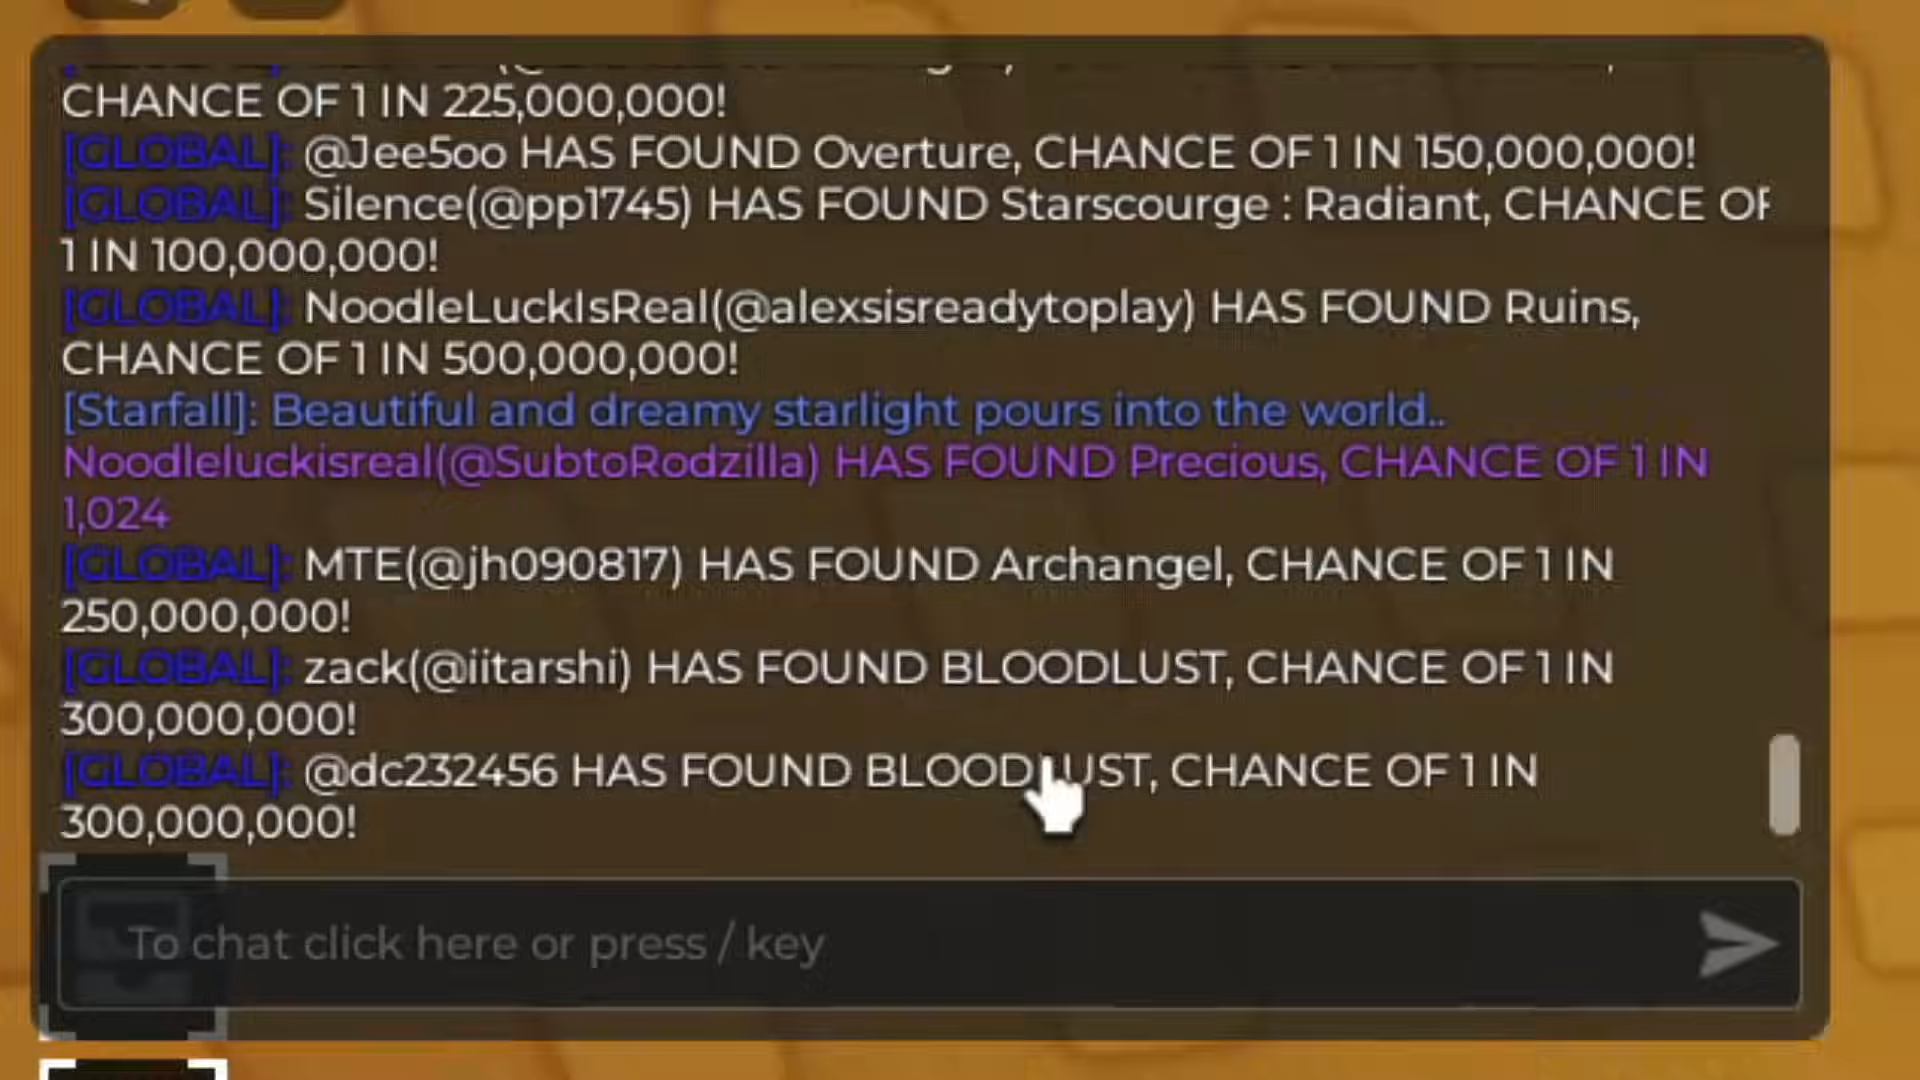 CHANCE OF 1 IN 225,000,000!
[GLOBAL]: @Jee5oo HAS FOUND Overture, CHANCE OF 1 IN 150,000,000!
[GLOBAL]: Silence(@pp1745) HAS FOUND Starscourge : Radiant, CHANCE OF
1 IN 100,000,000!
[GLOBAL]: NoodleLuckIsReal(@alexsisreadytoplay) HAS FOUND Ruins,
CHANCE OF 1 IN 500,000,000!
[Starfall]: Beautiful and dreamy starlight pours into the world..
Noodleluckisreal(@SubtoRodzilla) HAS FOUND Precious, CHANCE OF 1 IN
1,024
[GLOBAL]: MTE(@jh090817) HAS FOUND Archangel, CHANCE OF 1 IN
250,000,000!
[GLOBAL]: zack(@iitarshi) HAS FOUND BLOODLUST, CHANCE OF 1 IN
300,000,000!
[GLOBAL]: @dc232456 HAS FOUND BLOODLUST, CHANCE OF 1 IN
300,000,000!
To chat click here or press / key